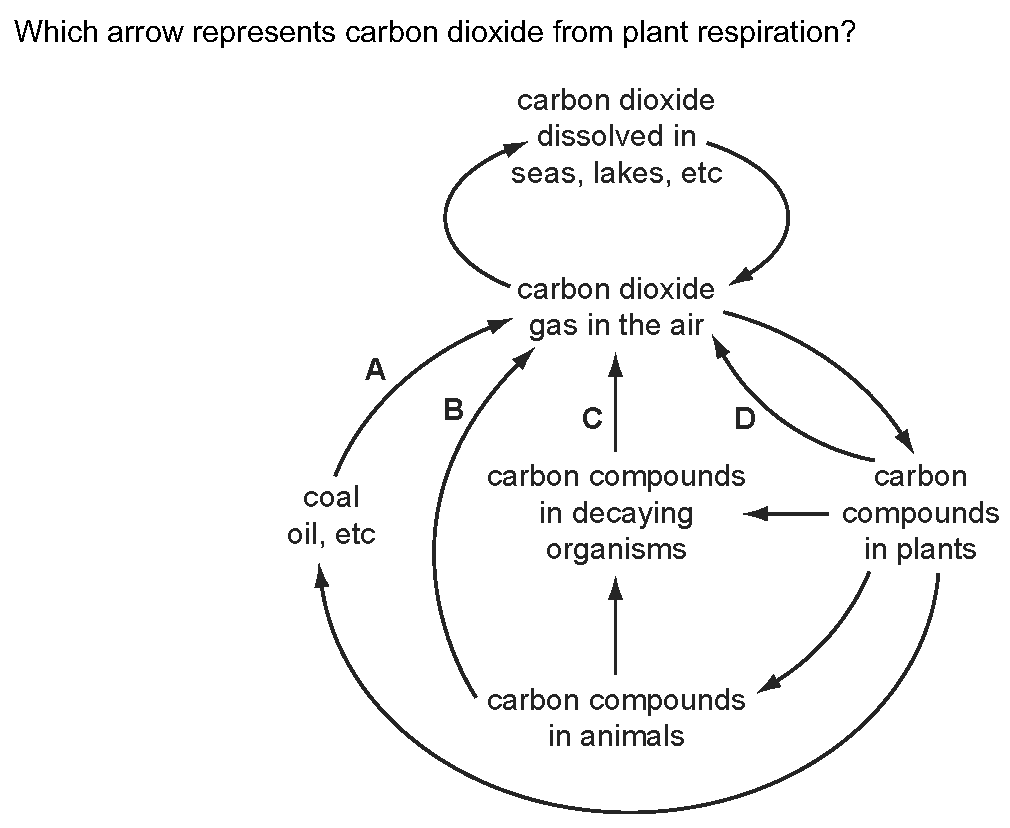 Which arrow represents carbon dioxide from plant respiration?
carbon dioxide
dissolved in
seas, lakes, etc
carbon dioxide
gas in the air
A
B
C
D
coal
oil, etc
carbon compounds
in decaying
organisms
carbon
compounds
in plants
carbon compounds
in animals